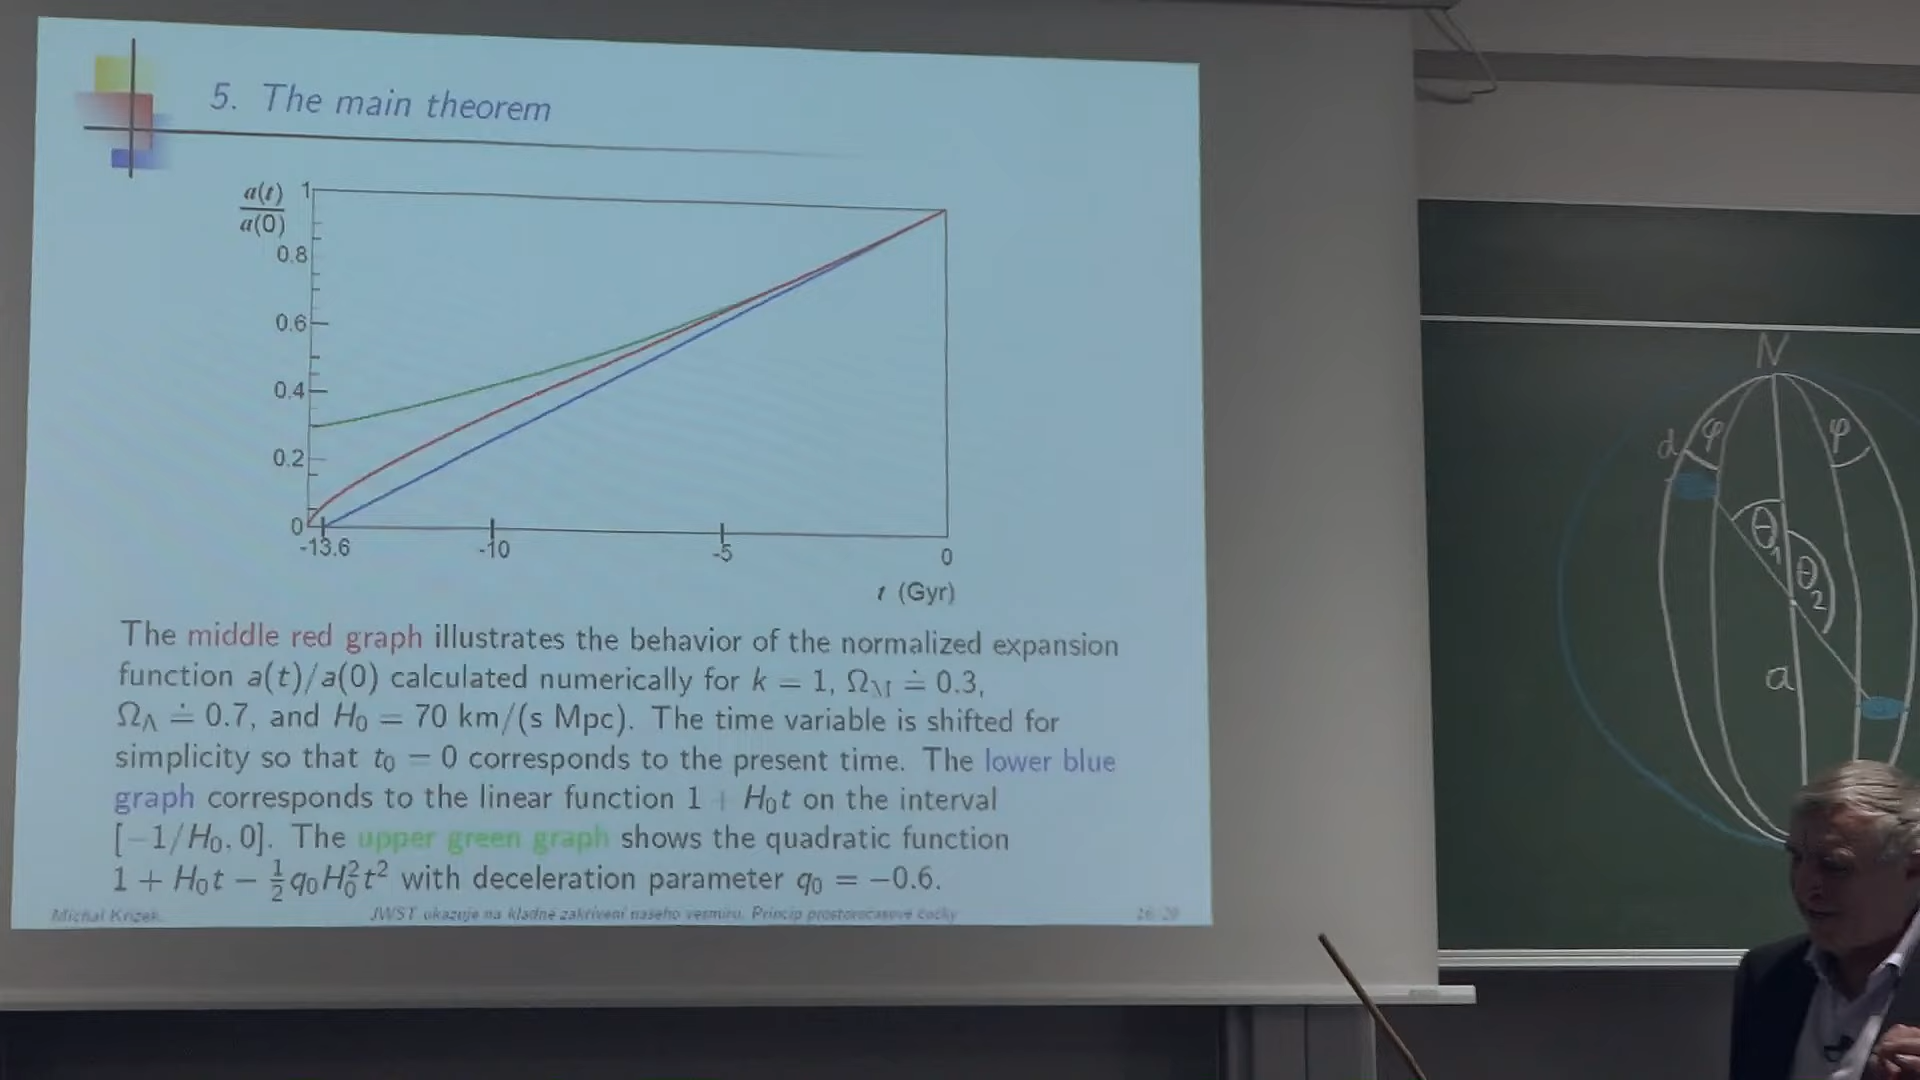 5. The main theorem
a(t)
a(0)
1
0.8
0.6
0.4
0.2
0
-13.6
-10
-5
0
t (Gyr)
The middle red graph illustrates the behavior of the normalized expansion
function a(t)/a(0) calculated numerically for k = 1, Ω_M ≐ 0.3,
Ω_Λ ≐ 0.7, and H₀ = 70 km/(s Mpc). The time variable is shifted for
simplicity so that t₀ = 0 corresponds to the present time. The lower blue
graph corresponds to the linear function 1 + H₀t on the interval
[−1/H₀, 0]. The upper green graph shows the quadratic function
1 + H₀t − ½q₀H₀²t² with deceleration parameter q₀ = −0.6.
Michal Křížek
JWST ukazuje na kladné zakřivení našeho vesmíru. Princip prostoročasové čočky
N
d
φ
φ
θ₁
θ₂
a